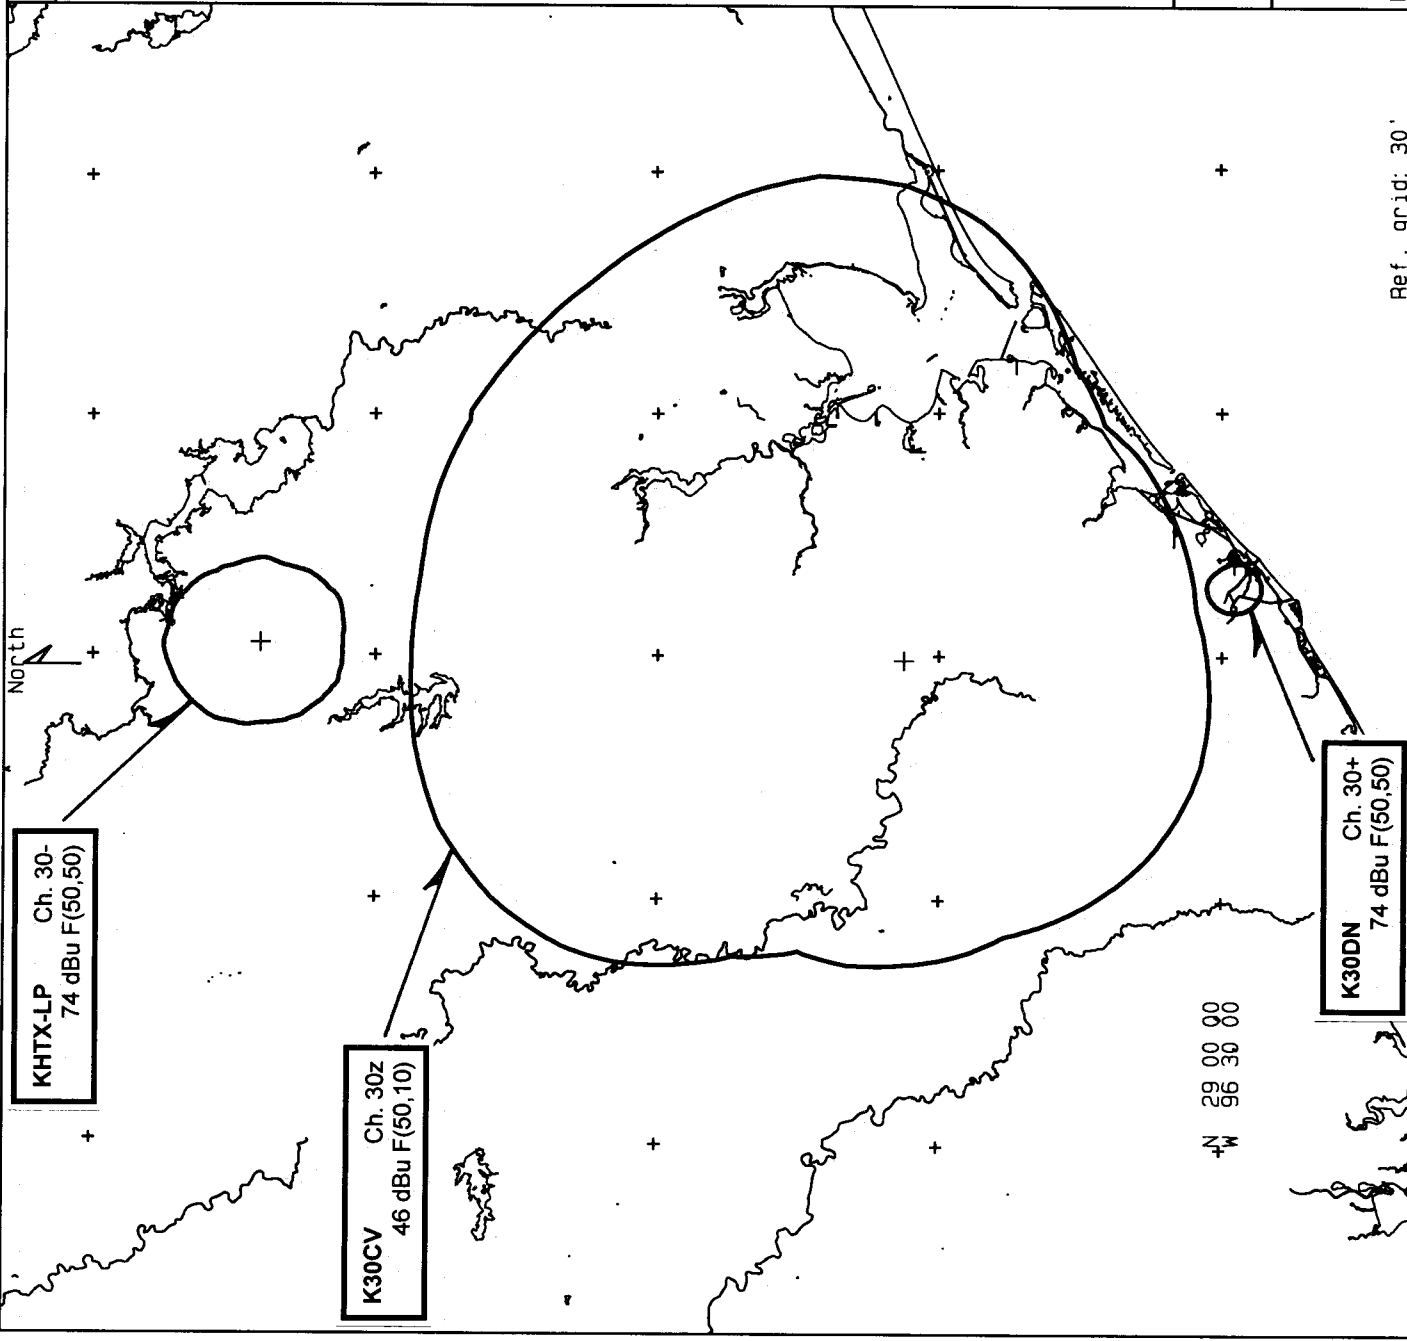 North
KHTX-LP Ch. 30-
74 dBu F(50,50)
K30CV Ch. 30z
46 dBu F(50,10)
K30DN Ch. 30+
74 dBu F(50,50)
N 29 00 00
W 96 30 00
Ref. grid: 30'